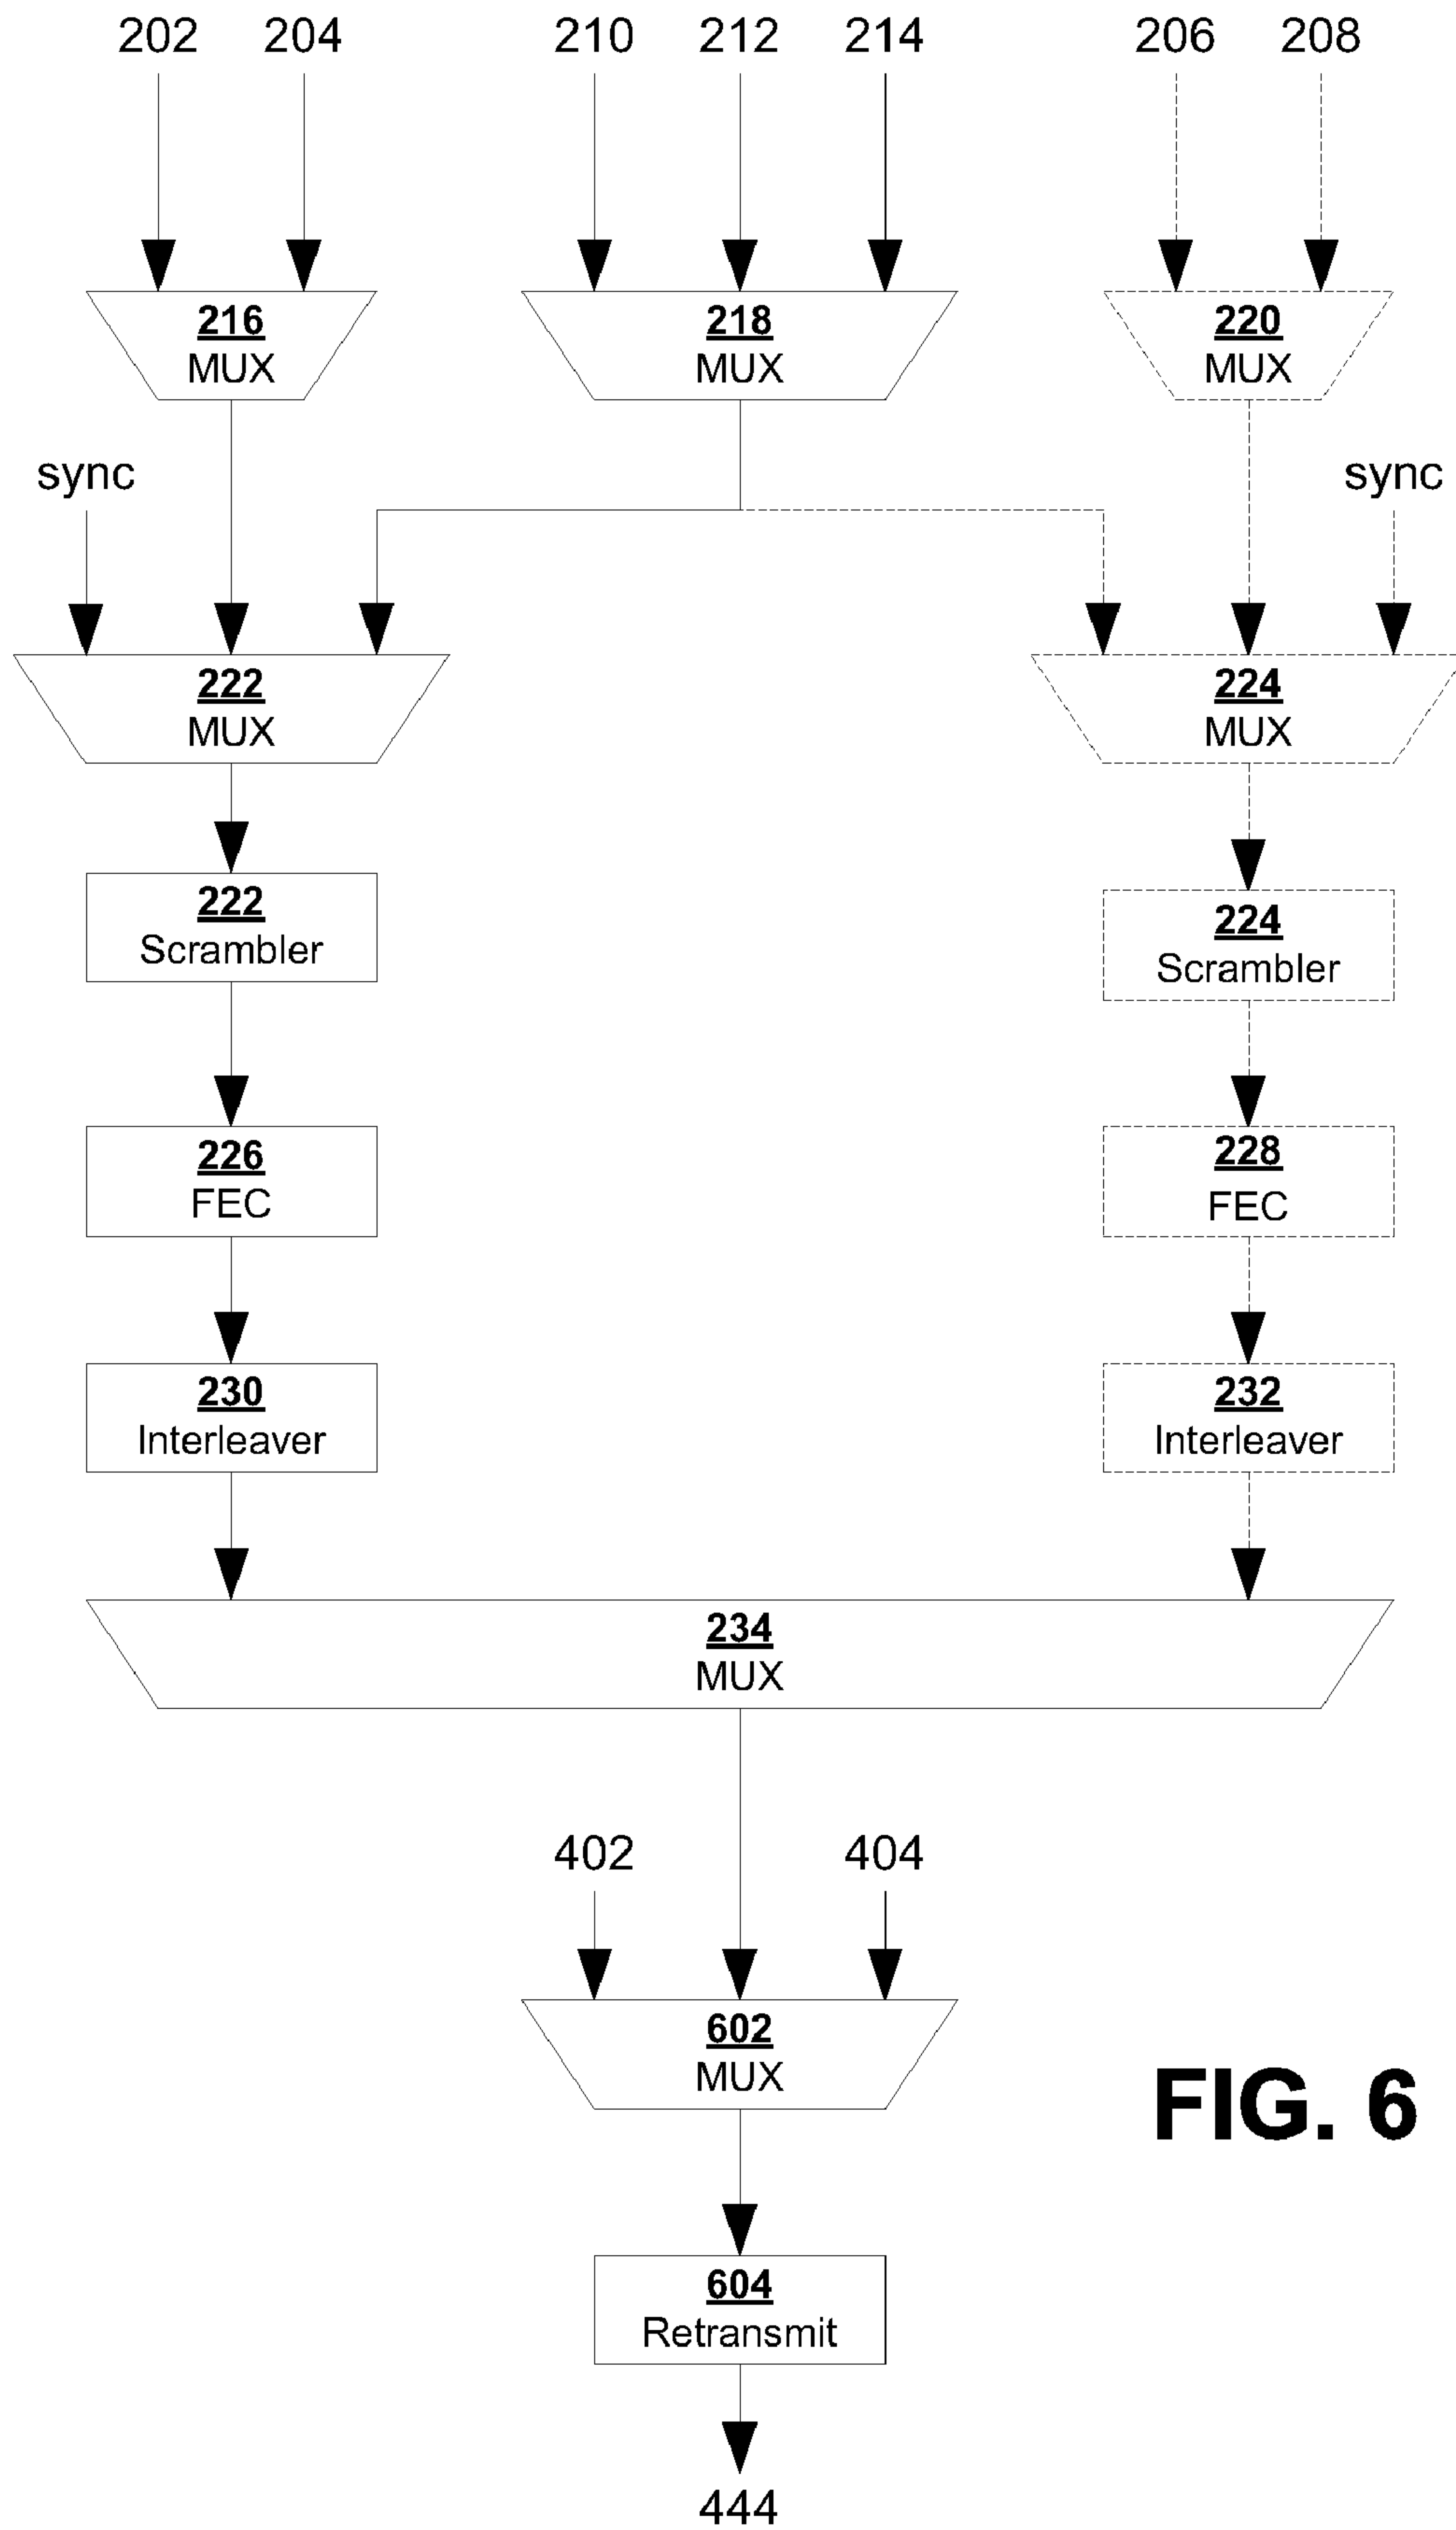 202 204 210 212 214 206 208
216 218 220
MUX MUX MUX
sync sync
222 224
MUX MUX
222 224
Scrambler Scrambler
226 228
FEC FEC
230 232
Interleaver Interleaver
234
MUX
402 404
602
MUX
FIG. 6
604
Retransmit
444